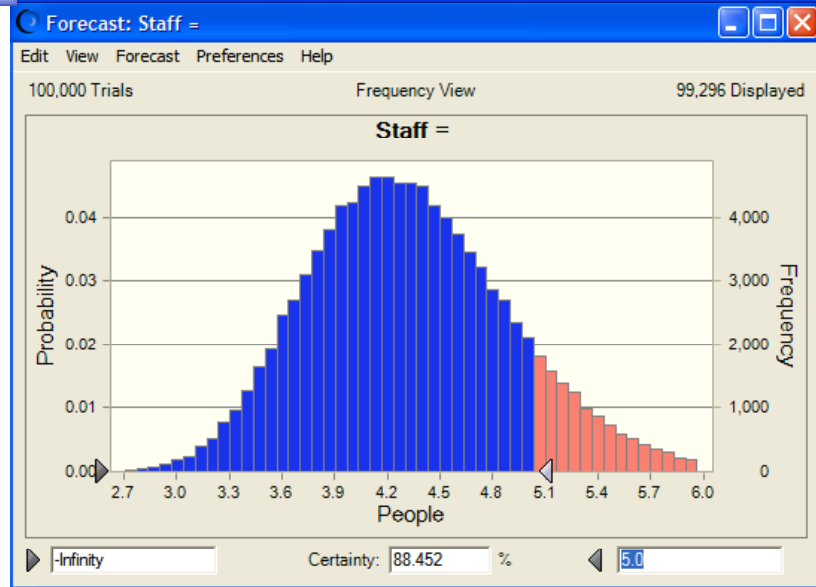 Forecast: Staff =
Edit View Forecast Preferences Help
100,000 Trials Frequency View 99,296 Displayed
Staff =
0.04 4,000
0.03 3,000
0.02 2,000
0.01 1,000
0.00 0
Probability
Frequency
2.7 3.0 3.3 3.6 3.9 4.2 4.5 4.8 5.1 5.4 5.7 6.0
People
-Infinity Certainty: 88.452 % 5.0